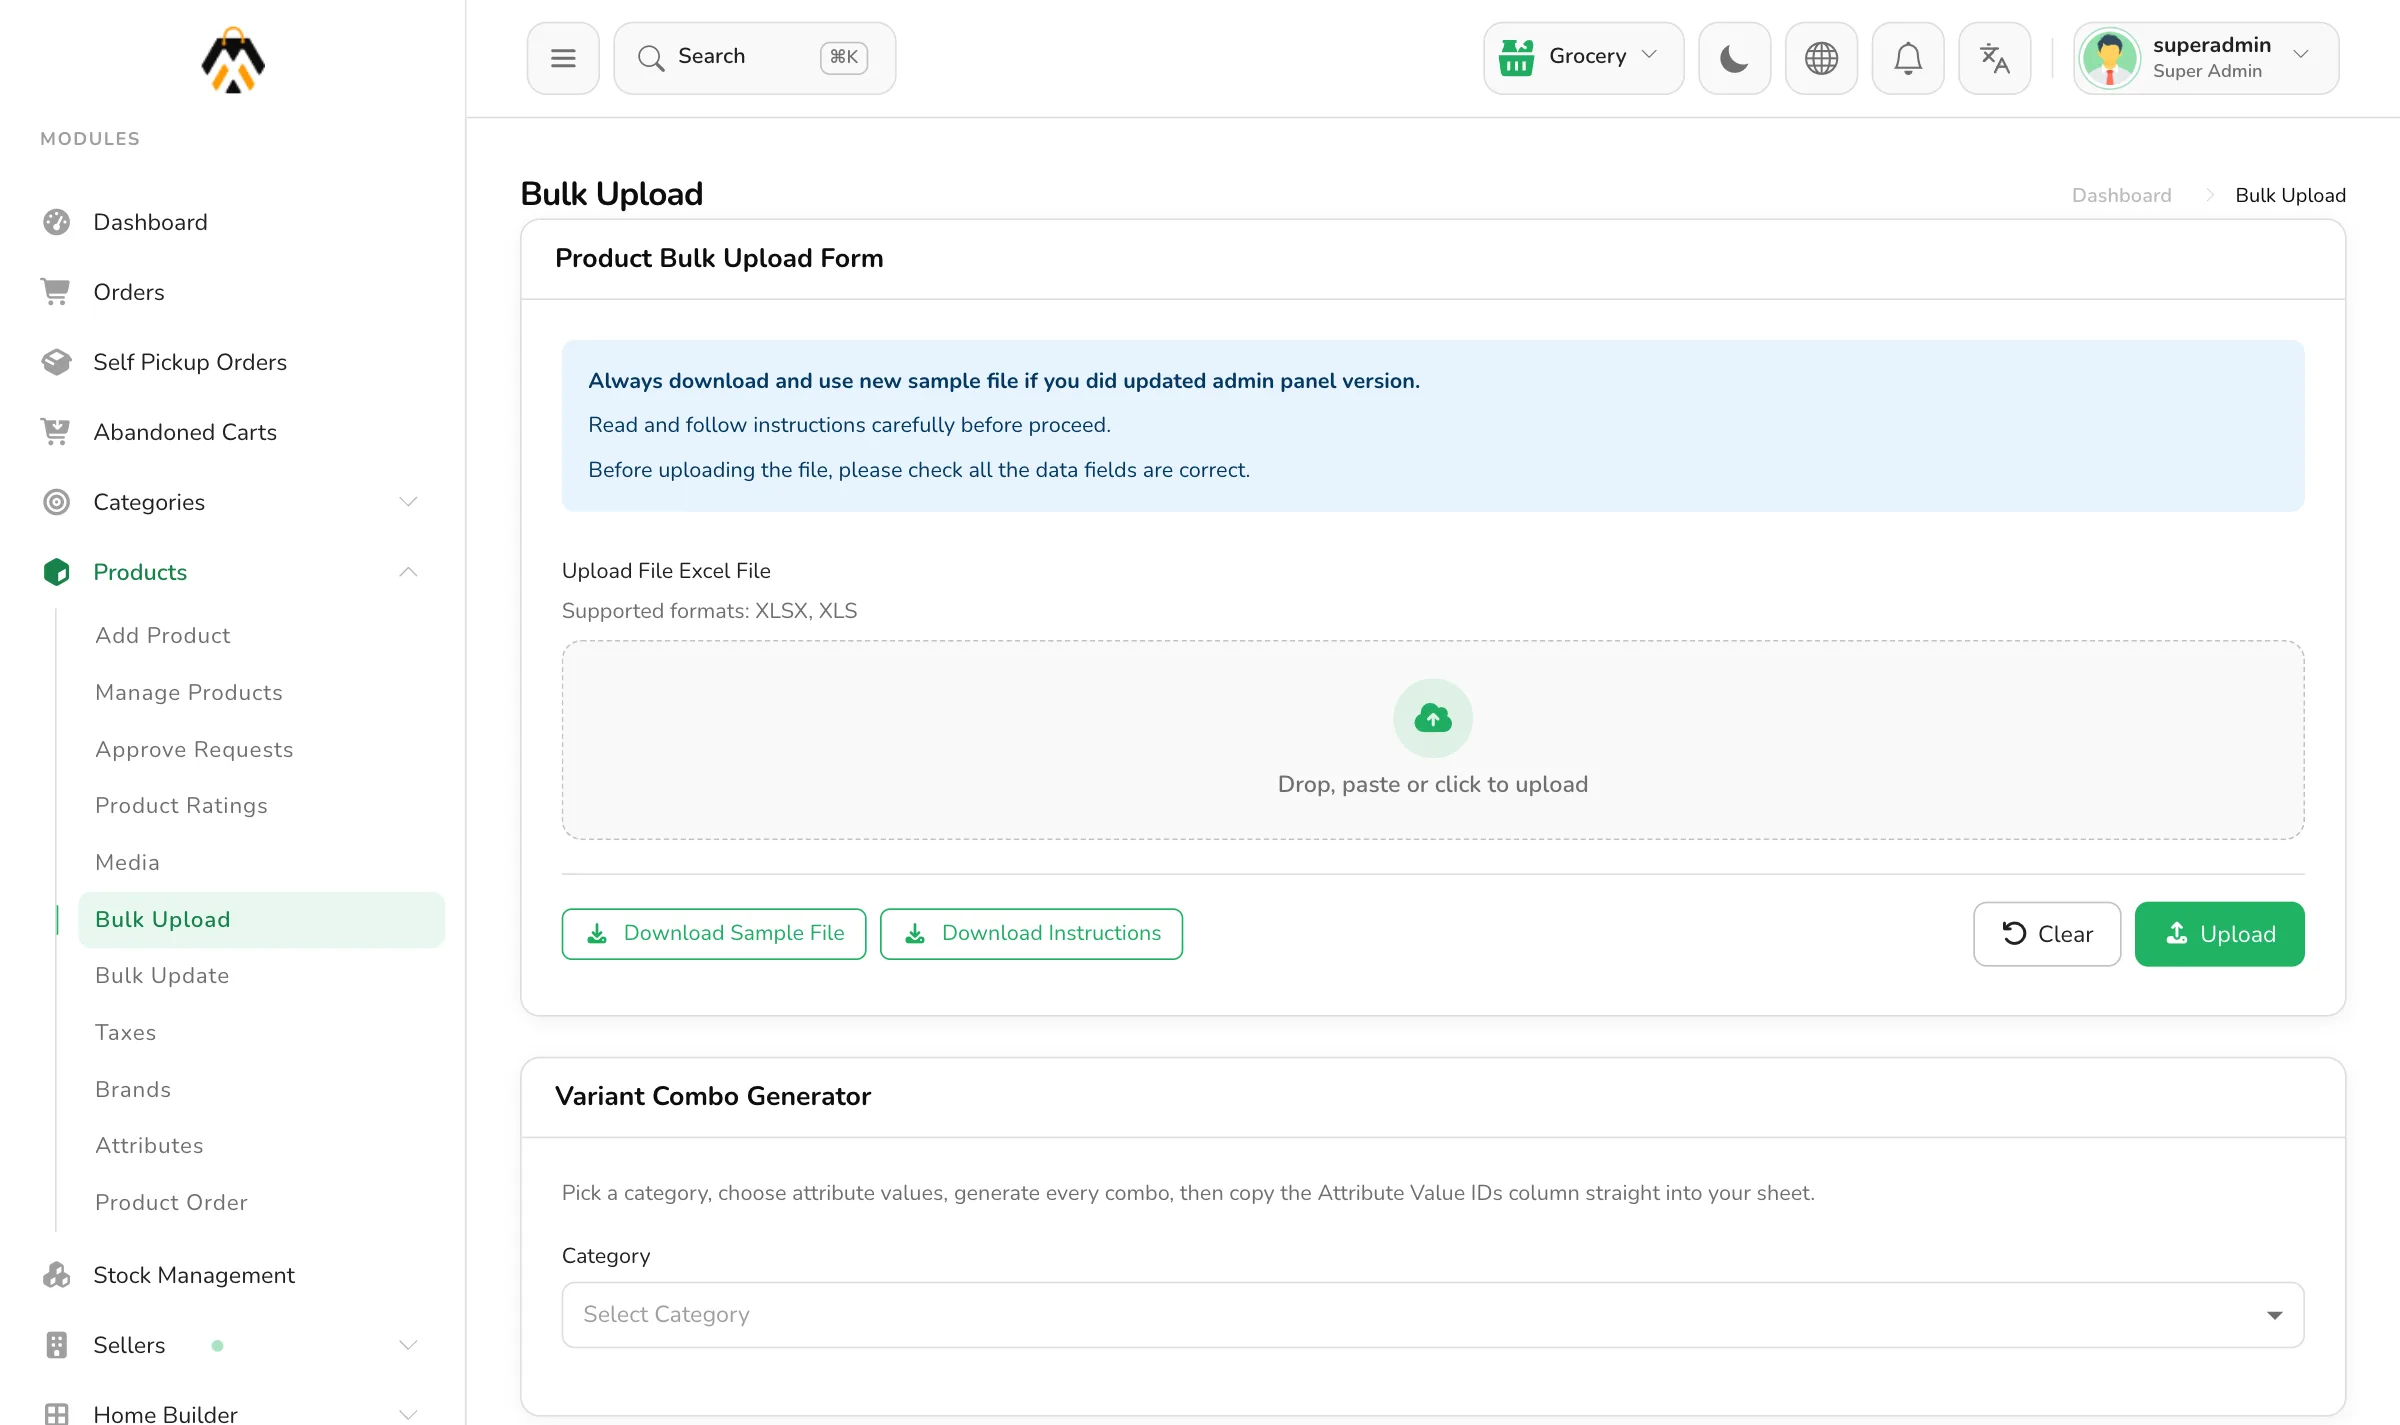 MODULES
Dashboard
Orders
Self Pickup Orders
Abandoned Carts
Categories
Products
Add Product
Manage Products
Approve Requests
Product Ratings
Media
Bulk Upload
Bulk Update
Taxes
Brands
Attributes
Product Order
Stock Management
Sellers
Home Builder
Search ⌘K
Grocery
superadmin
Super Admin
Bulk Upload
Dashboard Bulk Upload
Product Bulk Upload Form
Always download and use new sample file if you did updated admin panel version.
Read and follow instructions carefully before proceed.
Before uploading the file, please check all the data fields are correct.
Upload File Excel File
Supported formats: XLSX, XLS
Drop, paste or click to upload
Download Sample File Download Instructions Clear Upload
Variant Combo Generator
Pick a category, choose attribute values, generate every combo, then copy the Attribute Value IDs column straight into your sheet.
Category
Select Category